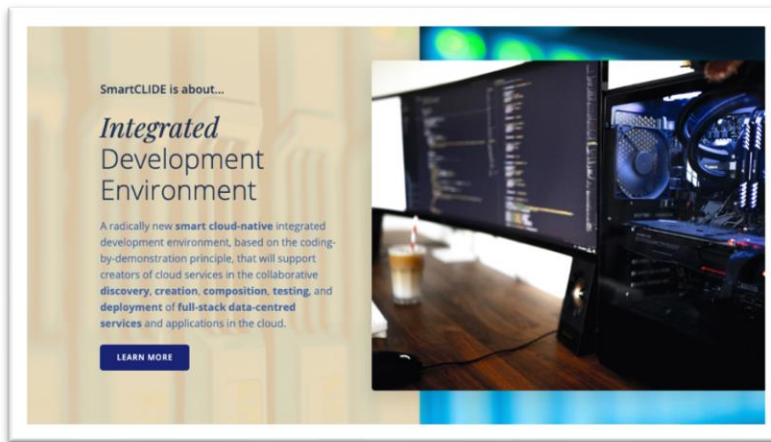 SmartCLIDE is about...
Integrated
Development
Environment
A radically new smart cloud-native integrated
development environment, based on the coding-
by-demonstration principle, that will support
creators of cloud services in the collaborative
discovery, creation, composition, testing, and
deployment of full-stack data-centred
services and applications in the cloud.
LEARN MORE